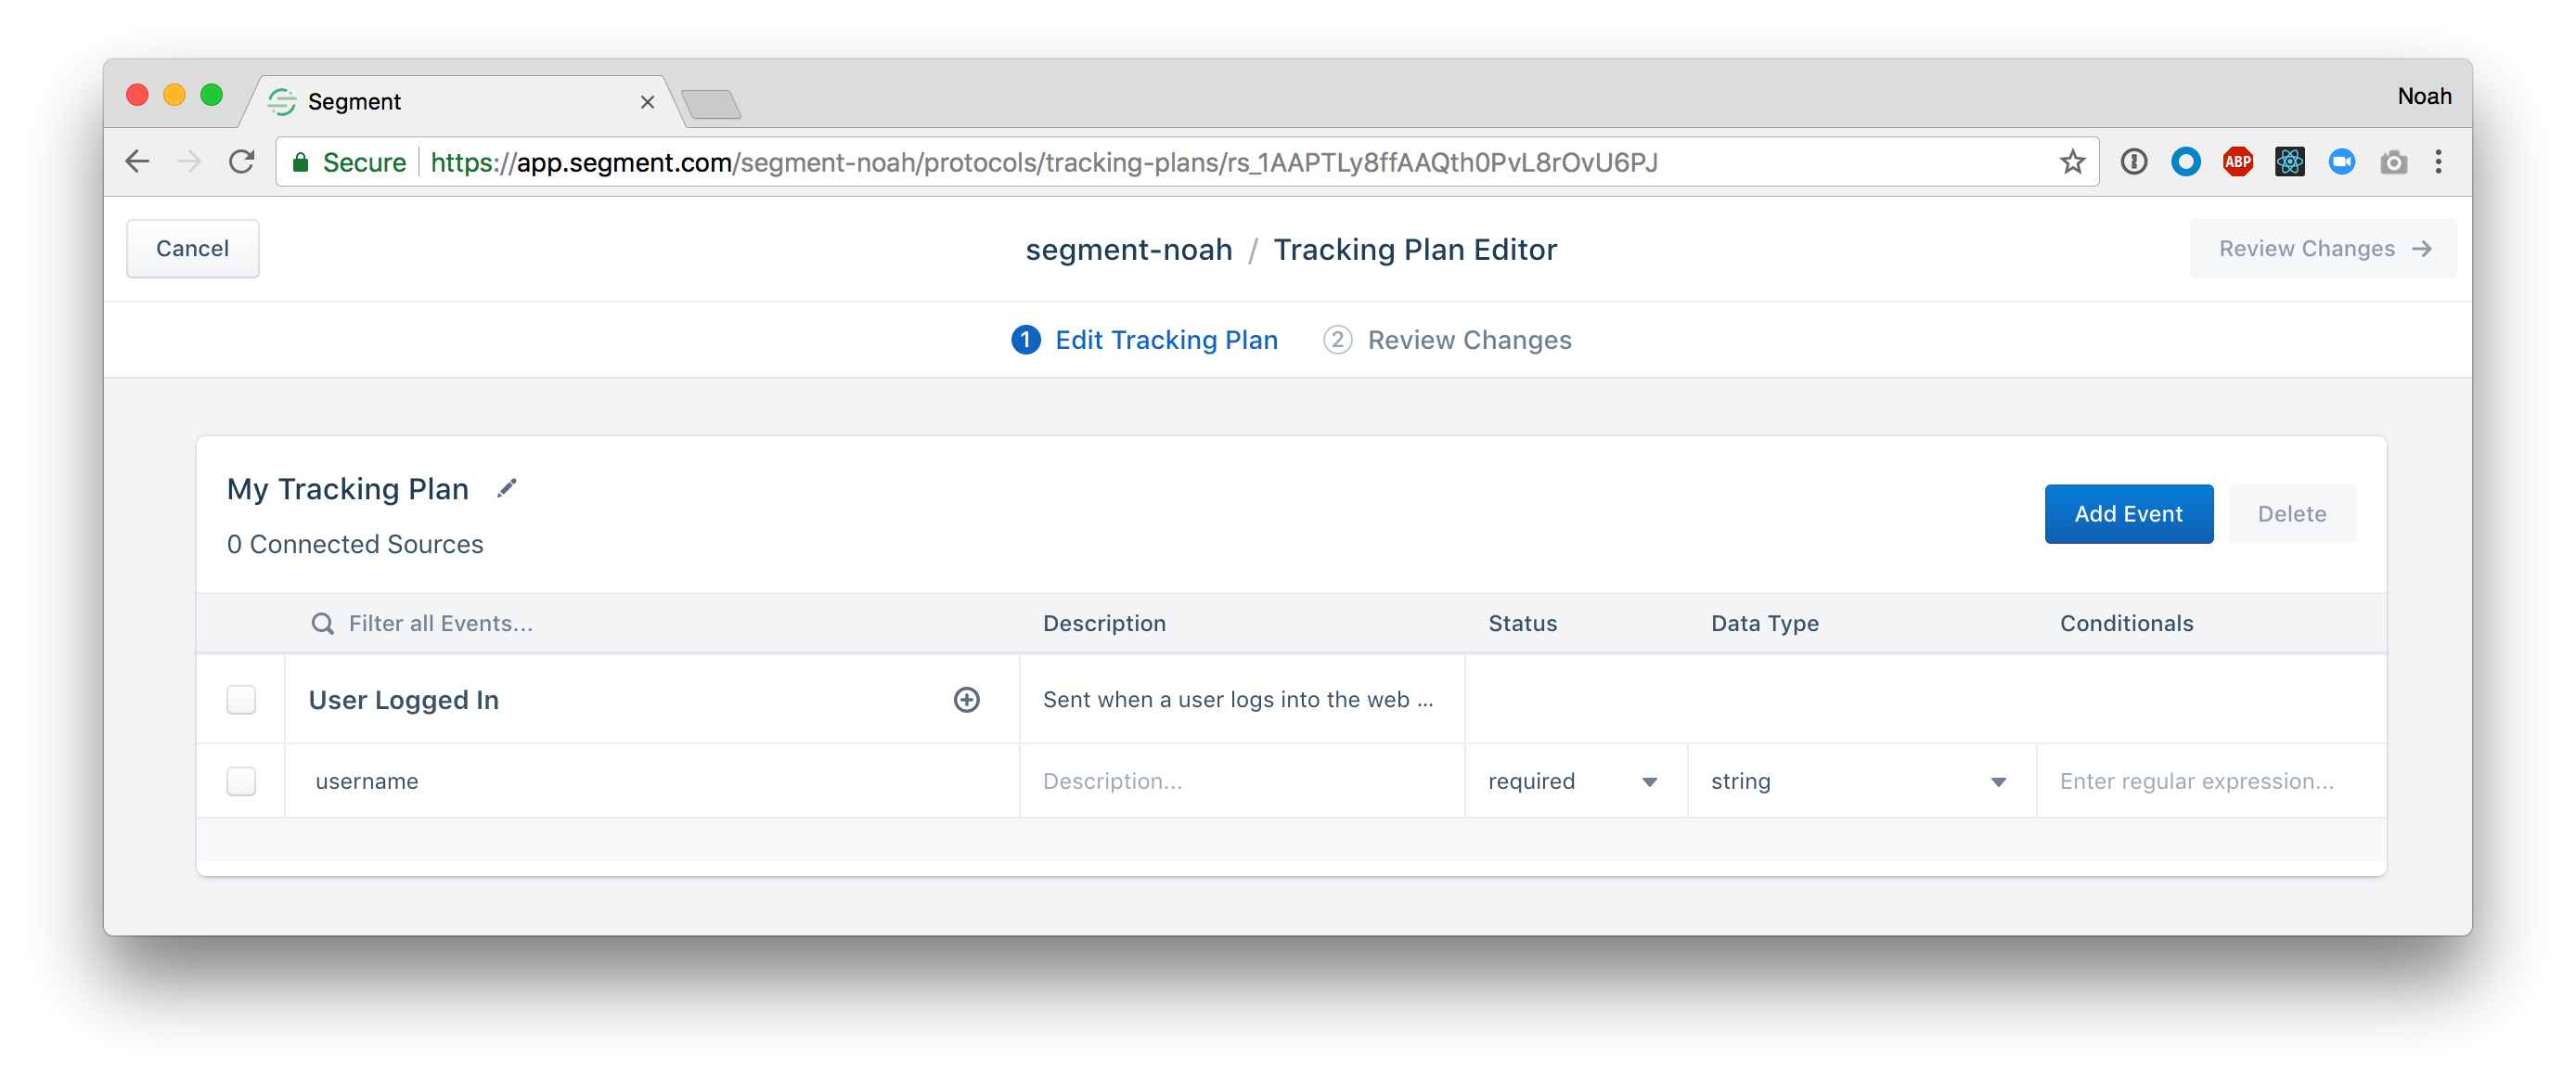 Segment
Noah
Secure https://app.segment.com/segment-noah/protocols/tracking-plans/rs_1AAPTLy8ffAAQth0PvL8rOvU6PJ
ABP
Cancel
segment-noah / Tracking Plan Editor
Review Changes →
1 Edit Tracking Plan
2 Review Changes
My Tracking Plan
0 Connected Sources
Add Event
Delete
Filter all Events... Description Status Data Type Conditionals
User Logged In Sent when a user logs into the web ...
username Description... required string Enter regular expression...